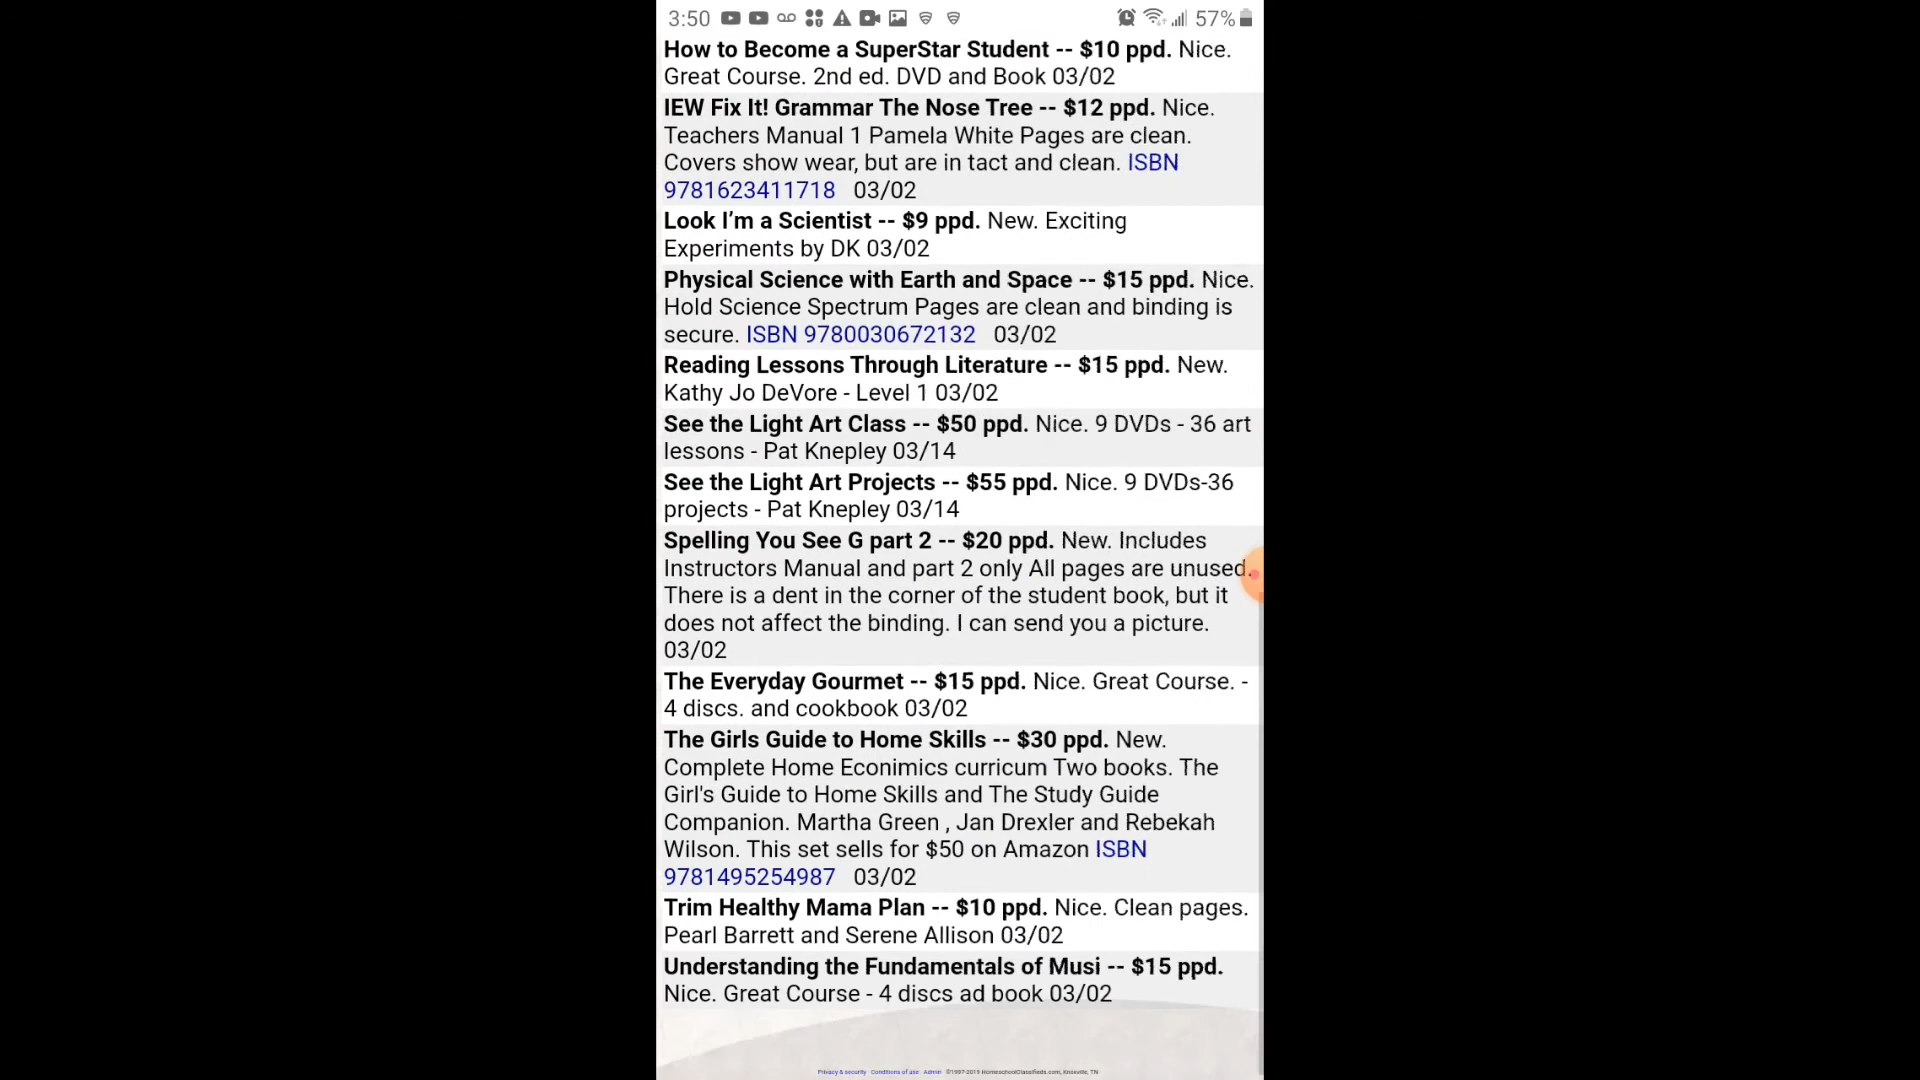 3:50 57%
How to Become a SuperStar Student -- $10 ppd. Nice.
Great Course. 2nd ed. DVD and Book 03/02
IEW Fix It! Grammar The Nose Tree -- $12 ppd. Nice.
Teachers Manual 1 Pamela White Pages are clean.
Covers show wear, but are in tact and clean. ISBN
9781623411718 03/02
Look I’m a Scientist -- $9 ppd. New. Exciting
Experiments by DK 03/02
Physical Science with Earth and Space -- $15 ppd. Nice.
Hold Science Spectrum Pages are clean and binding is
secure. ISBN 9780030672132 03/02
Reading Lessons Through Literature -- $15 ppd. New.
Kathy Jo DeVore - Level 1 03/02
See the Light Art Class -- $50 ppd. Nice. 9 DVDs - 36 art
lessons - Pat Knepley 03/14
See the Light Art Projects -- $55 ppd. Nice. 9 DVDs-36
projects - Pat Knepley 03/14
Spelling You See G part 2 -- $20 ppd. New. Includes
Instructors Manual and part 2 only All pages are unused.
There is a dent in the corner of the student book, but it
does not affect the binding. I can send you a picture.
03/02
The Everyday Gourmet -- $15 ppd. Nice. Great Course. -
4 discs. and cookbook 03/02
The Girls Guide to Home Skills -- $30 ppd. New.
Complete Home Econimics curricum Two books. The
Girl's Guide to Home Skills and The Study Guide
Companion. Martha Green , Jan Drexler and Rebekah
Wilson. This set sells for $50 on Amazon ISBN
9781495254987 03/02
Trim Healthy Mama Plan -- $10 ppd. Nice. Clean pages.
Pearl Barrett and Serene Allison 03/02
Understanding the Fundamentals of Musi -- $15 ppd.
Nice. Great Course - 4 discs ad book 03/02
Privacy & security Conditions of use Admin ©1997-2019 HomeschoolClassifieds.com, Knoxville, TN